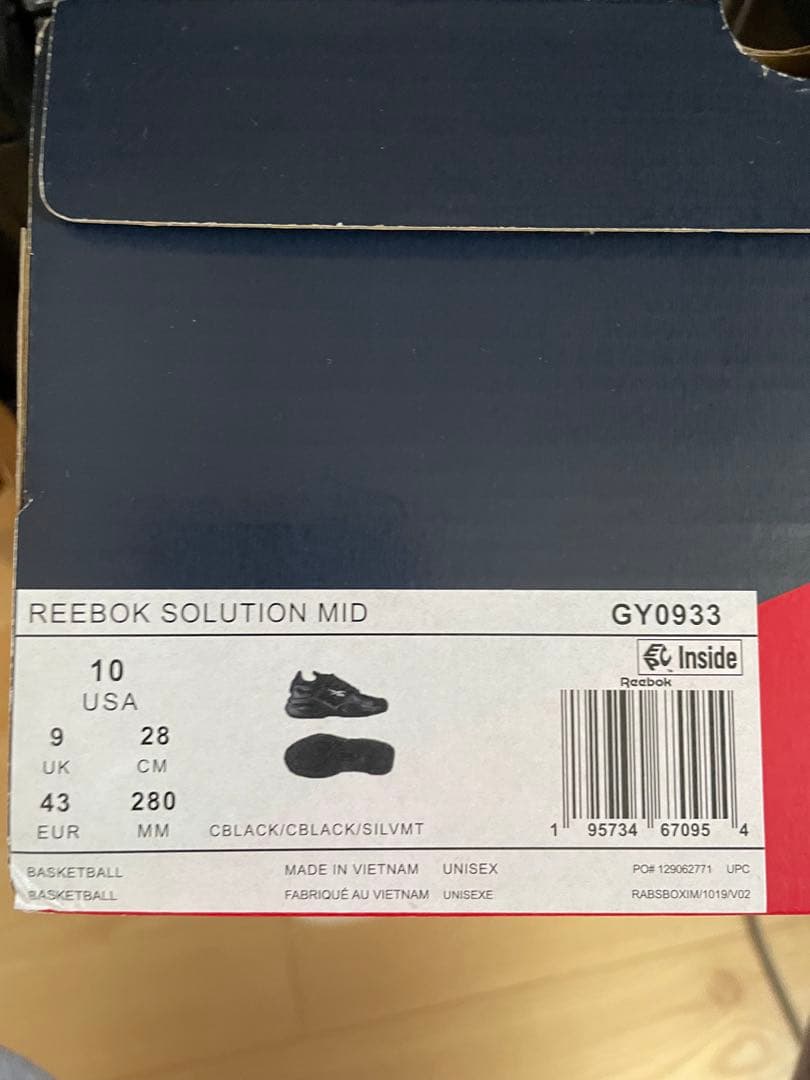 REEBOK SOLUTION MID GY0933
Inside
10
USA
Reebok
9 28
UK CM
43 280
EUR MM
CBLACK/CBLACK/SILVMT
1 95734 67095 4
BASKETBALL MADE IN VIETNAM UNISEX PO# 129062771 UPC
BASKETBALL FABRIQUÉ AU VIETNAM UNISEXE RABSBOXIM/1019/V02